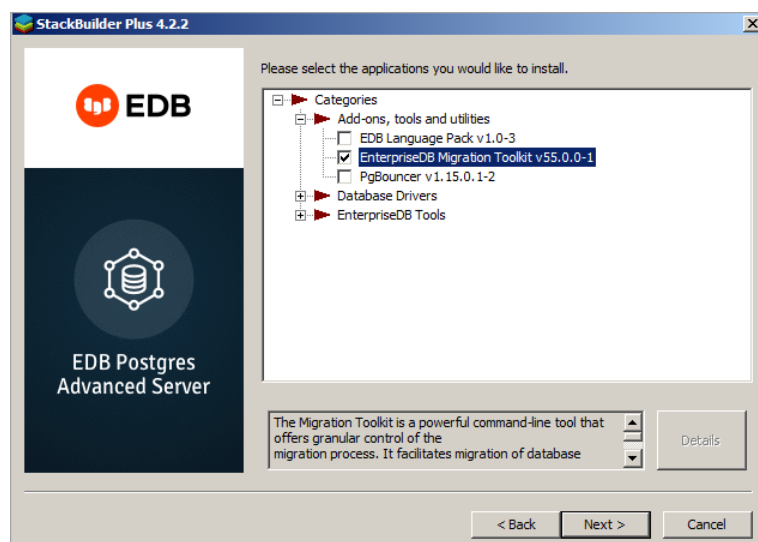 StackBuilder Plus 4.2.2
EDB
EDB Postgres
Advanced Server
Please select the applications you would like to install.
Categories
Add-ons, tools and utilities
EDB Language Pack v1.0-3
EnterpriseDB Migration Toolkit v55.0.0-1
PgBouncer v1.15.0.1-2
Database Drivers
EnterpriseDB Tools
The Migration Toolkit is a powerful command-line tool that
offers granular control of the
migration process. It facilitates migration of database
Details
< Back
Next >
Cancel